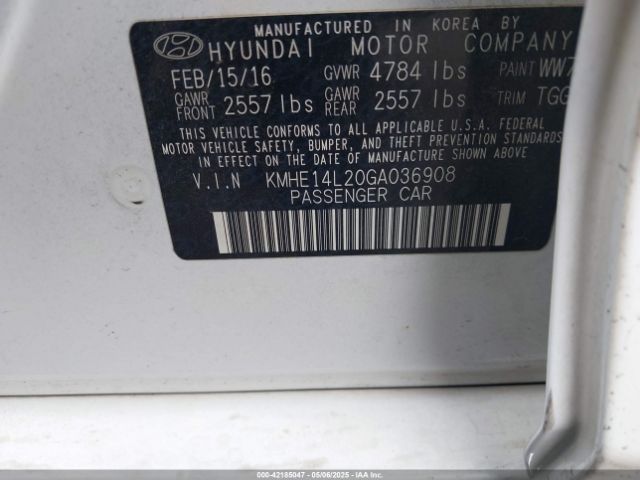 MANUFACTURED IN KOREA BY
HYUNDAI MOTOR COMPANY
FEB/15/16 GVWR 4784 lbs PAINT WW7
GAWR FRONT 2557 lbs GAWR REAR 2557 lbs TRIM TGG
THIS VEHICLE CONFORMS TO ALL APPLICABLE U.S.A. FEDERAL
MOTOR VEHICLE SAFETY, BUMPER, AND THEFT PREVENTION STANDARDS
IN EFFECT ON THE DATE OF MANUFACTURE SHOWN ABOVE
V.I.N KMHE14L20GA036908
PASSENGER CAR
000-42185047 - 05/06/2025 - IAAI.COM